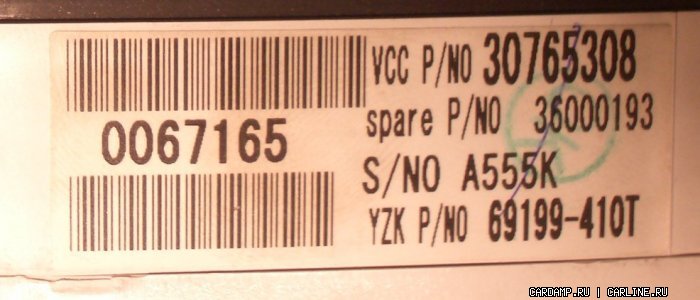 VCC P/NO 30765308
0067165
spare P/NO 36000193
S/NO A555K
YZK P/NO 69199-410T
CARDAMP.RU | CARLINE.RU